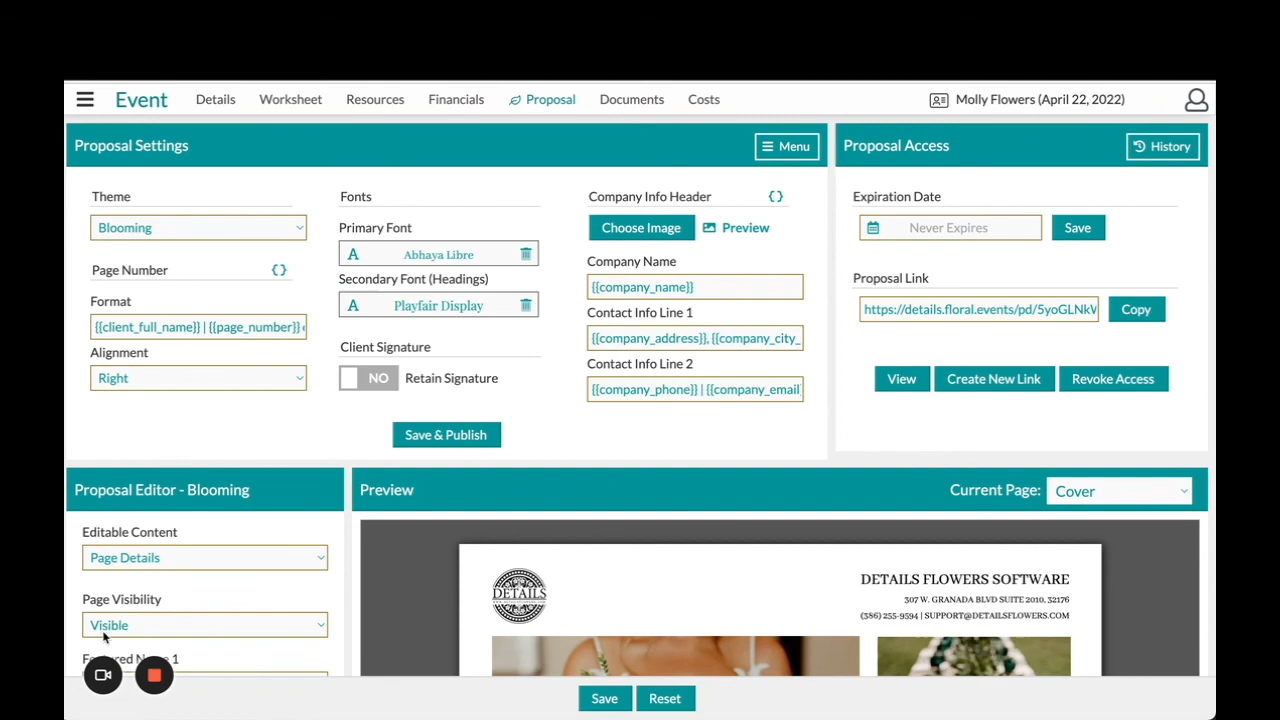 Event
Details
Worksheet
Resources
Financials
Proposal
Documents
Costs
Molly Flowers (April 22, 2022)
Proposal Settings
Menu
Theme
Blooming
Page Number
{}
Format
{{client_full_name}} | {{page_number}}
Alignment
Right
Fonts
Primary Font
A Abhaya Libre
Secondary Font (Headings)
A Playfair Display
Client Signature
NO Retain Signature
Company Info Header
{}
Choose Image
Preview
Company Name
{{company_name}}
Contact Info Line 1
{{company_address}}, {{company_city_
Contact Info Line 2
{{company_phone}} | {{company_email
Save & Publish
Proposal Access
History
Expiration Date
Never Expires
Save
Proposal Link
https://details.floral.events/pd/5yoGLNkV
Copy
View
Create New Link
Revoke Access
Proposal Editor - Blooming
Editable Content
Page Details
Page Visibility
Visible
Preview
Current Page:
Cover
DETAILS
DETAILS FLOWERS SOFTWARE
307 W. GRANADA BLVD SUITE 2010, 32176
(386) 255-9594 | SUPPORT@DETAILSFLOWERS.COM
Save
Reset